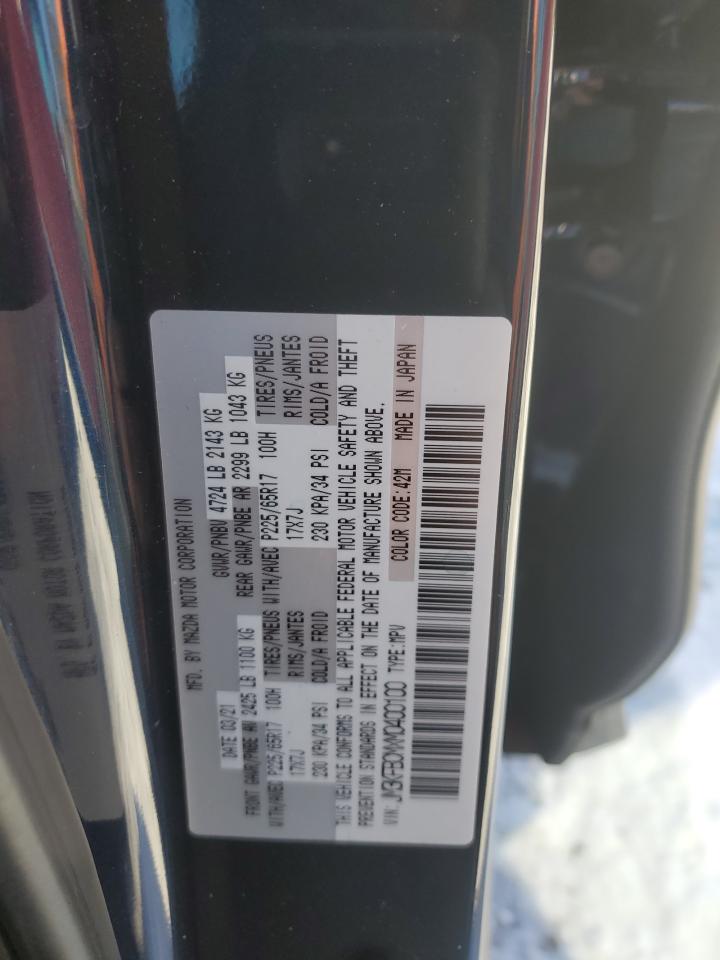 MFD. BY MAZDA MOTOR CORPORATION
DATE 03/21 GVWR/PNBV 4724 LB 2143 KG
FRONT GAWR/PNBE AV 2425 LB 1100 KG REAR GAWR/PNBE AR 2299 LB 1043 KG
WITH/AVEC P225/65R17 100H TIRES/PNEUS WITH/AVEC P225/65R17 100H TIRES/PNEUS
17X7J RIMS/JANTES 17X7J RIMS/JANTES
230 KPA/34 PSI COLD/A FROID 230 KPA/34 PSI COLD/A FROID
THIS VEHICLE CONFORMS TO ALL APPLICABLE FEDERAL MOTOR VEHICLE SAFETY AND THEFT
PREVENTION STANDARDS IN EFFECT ON THE DATE OF MANUFACTURE SHOWN ABOVE.
VIN: TYPE:MPV COLOR CODE:42M MADE IN JAPAN